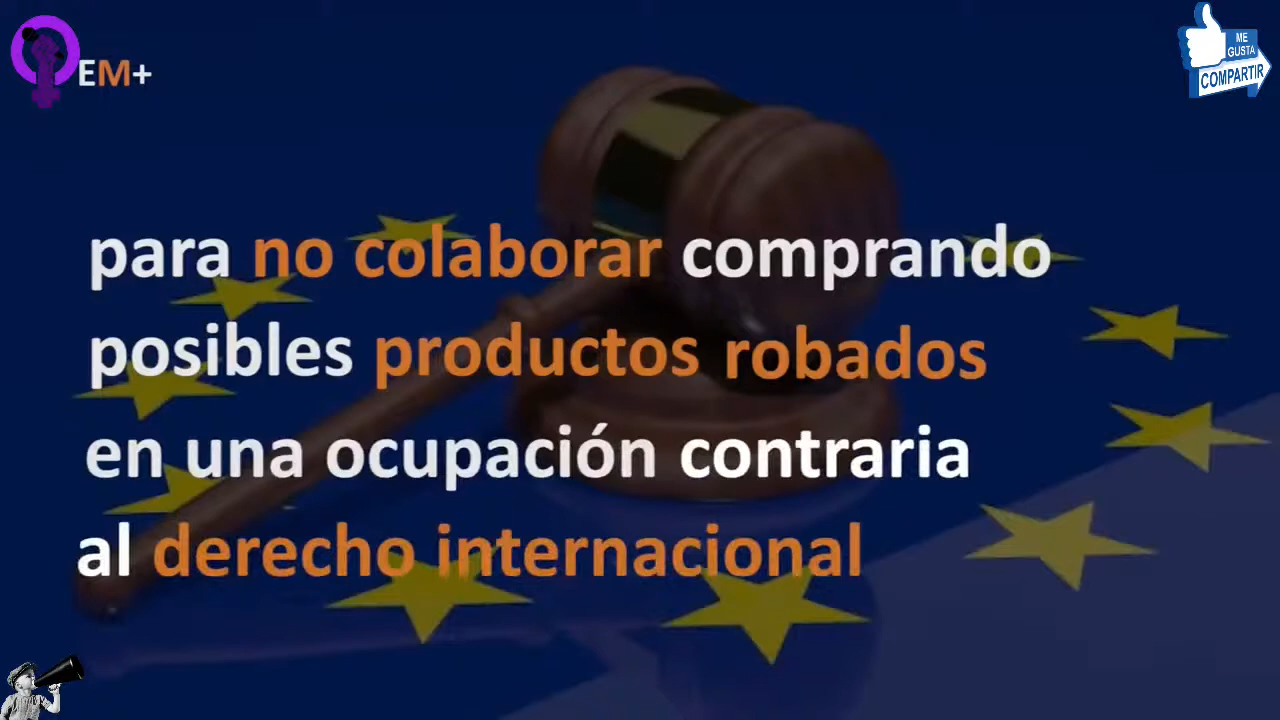 EM+
ME
GUSTA
COMPARTIR
para no colaborar comprando
posibles productos robados
en una ocupación contraria
al derecho internacional